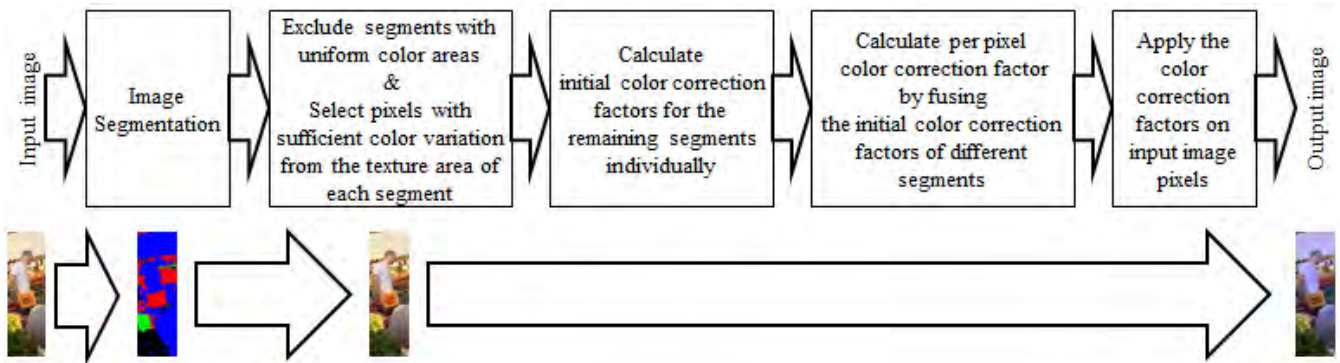 Input image
Image
Segmentation
Exclude segments with
uniform color areas
&
Select pixels with
sufficient color variation
from the texture area of
each segment
Calculate
initial color correction
factors for the
remaining segments
individually
Calculate per pixel
color correction factor
by fusing
the initial color correction
factors of different
segments
Apply the
color
correction
factors on
input image
pixels
Output image